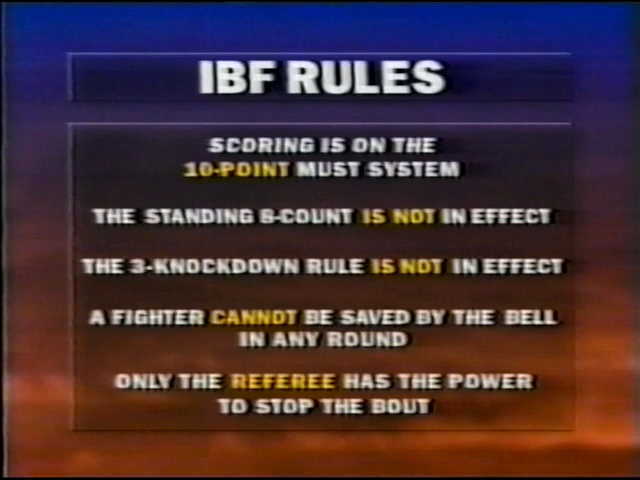 IBF RULES
SCORING IS ON THE
10-POINT MUST SYSTEM
THE STANDING 8-COUNT IS NOT IN EFFECT
THE 3-KNOCKDOWN RULE IS NOT IN EFFECT
A FIGHTER CANNOT BE SAVED BY THE BELL
IN ANY ROUND
ONLY THE REFEREE HAS THE POWER
TO STOP THE BOUT